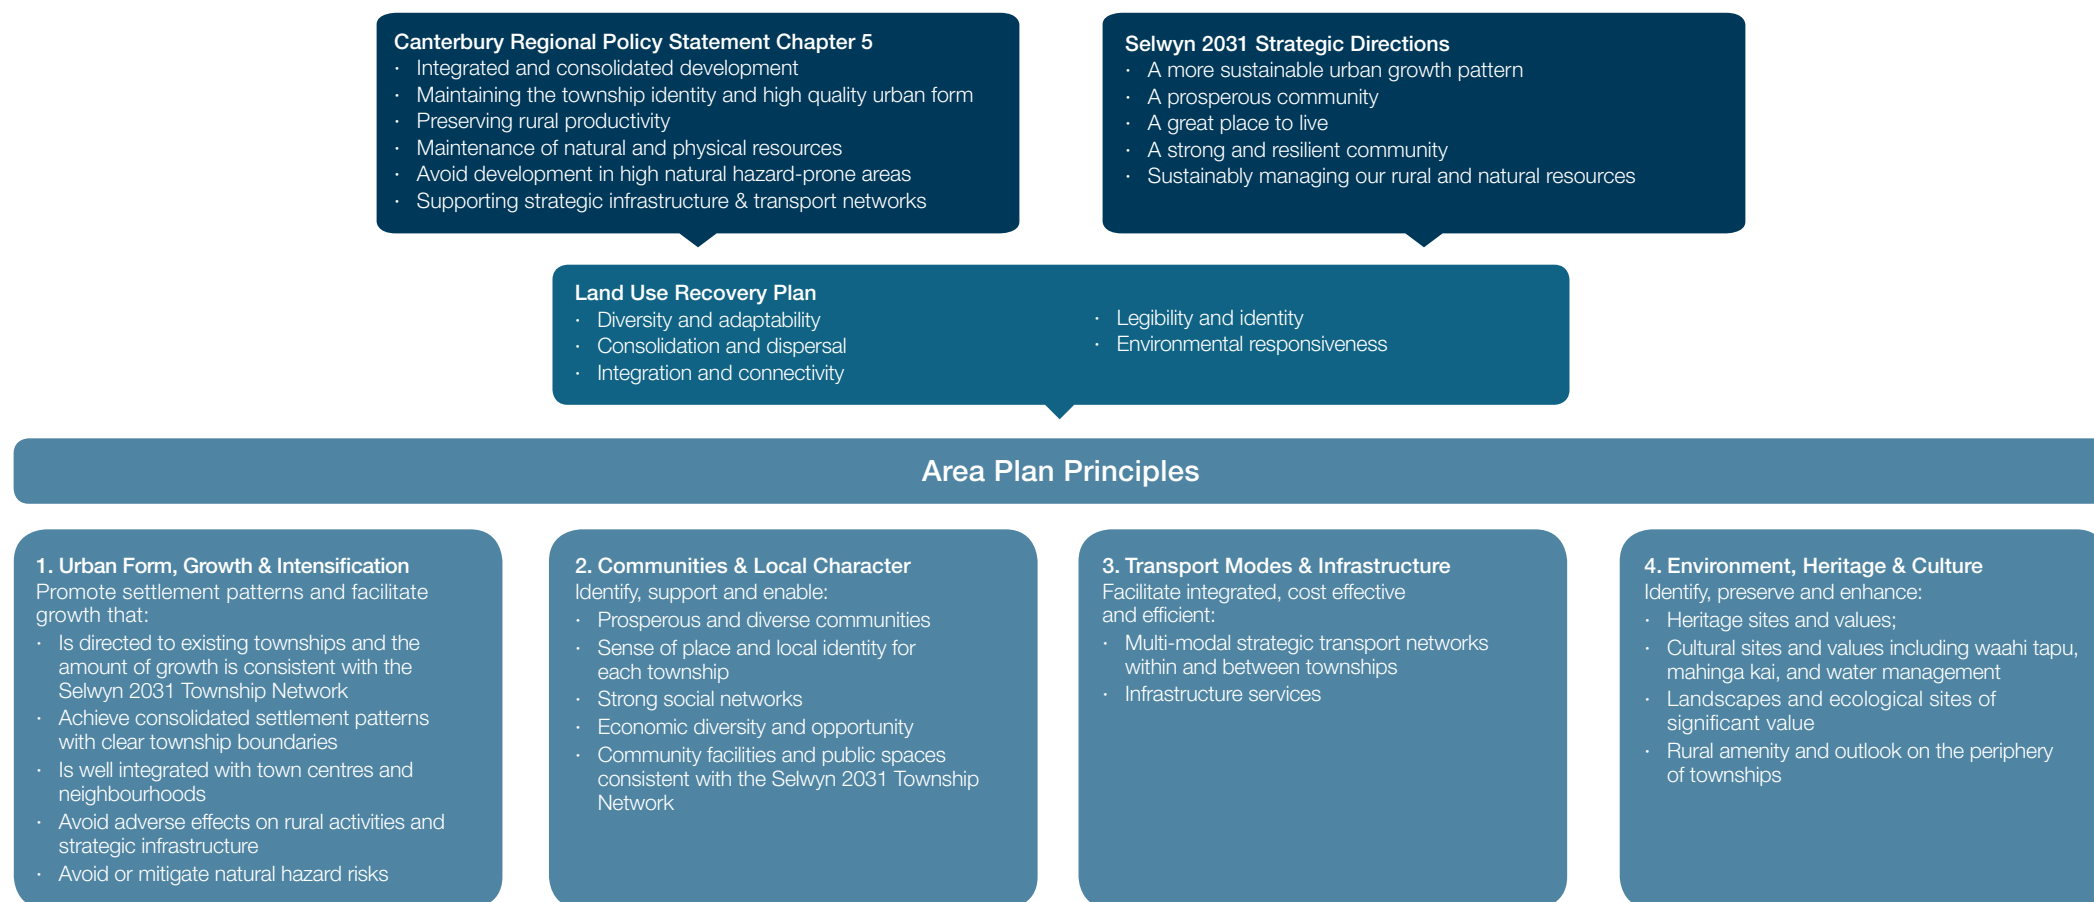 Canterbury Regional Policy Statement Chapter 5
· Integrated and consolidated development
· Maintaining the township identity and high quality urban form
· Preserving rural productivity
· Maintenance of natural and physical resources
· Avoid development in high natural hazard-prone areas
· Supporting strategic infrastructure & transport networks
Selwyn 2031 Strategic Directions
· A more sustainable urban growth pattern
· A prosperous community
· A great place to live
· A strong and resilient community
· Sustainably managing our rural and natural resources
Land Use Recovery Plan
· Diversity and adaptability
· Consolidation and dispersal
· Integration and connectivity
· Legibility and identity
· Environmental responsiveness
Area Plan Principles
1. Urban Form, Growth & Intensification
Promote settlement patterns and facilitate
growth that:
· Is directed to existing townships and the
amount of growth is consistent with the
Selwyn 2031 Township Network
· Achieve consolidated settlement patterns
with clear township boundaries
· Is well integrated with town centres and
neighbourhoods
· Avoid adverse effects on rural activities and
strategic infrastructure
· Avoid or mitigate natural hazard risks
2. Communities & Local Character
Identify, support and enable:
· Prosperous and diverse communities
· Sense of place and local identity for
each township
· Strong social networks
· Economic diversity and opportunity
· Community facilities and public spaces
consistent with the Selwyn 2031 Township
Network
3. Transport Modes & Infrastructure
Facilitate integrated, cost effective
and efficient:
· Multi-modal strategic transport networks
within and between townships
· Infrastructure services
4. Environment, Heritage & Culture
Identify, preserve and enhance:
· Heritage sites and values;
· Cultural sites and values including waahi tapu,
mahinga kai, and water management
· Landscapes and ecological sites of
significant value
· Rural amenity and outlook on the periphery
of townships